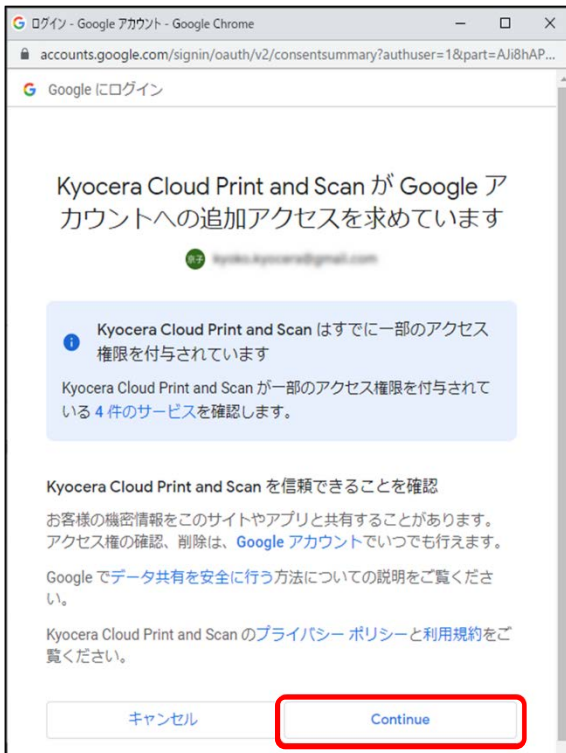 ログイン - Google アカウント - Google Chrome
accounts.google.com/signin/oauth/v2/consentsummary?authuser=1&part=AJi8hAP...
Google にログイン
Kyocera Cloud Print and Scan が Google ア
カウントへの追加アクセスを求めています
京子
Kyocera Cloud Print and Scan はすでに一部のアクセス
権限を付与されています
Kyocera Cloud Print and Scan が一部のアクセス権限を付与されて
いる 4 件のサービスを確認します。
Kyocera Cloud Print and Scan を信頼できることを確認
お客様の機密情報をこのサイトやアプリと共有することがあります。
アクセス権の確認、削除は、Google アカウントでいつでも行えます。
Google でデータ共有を安全に行う方法についての説明をご覧くださ
い。
Kyocera Cloud Print and Scan のプライバシー ポリシーと利用規約をご
覧ください。
キャンセル
Continue